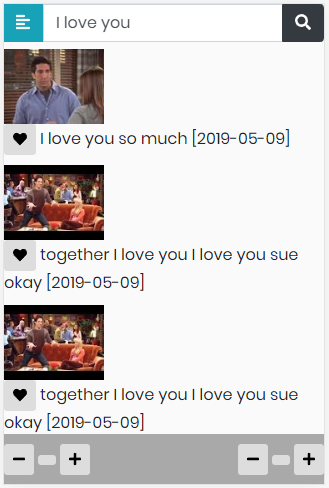 I love you
I love you so much [2019-05-09]
together I love you I love you sue
okay [2019-05-09]
together I love you I love you sue
okay [2019-05-09]